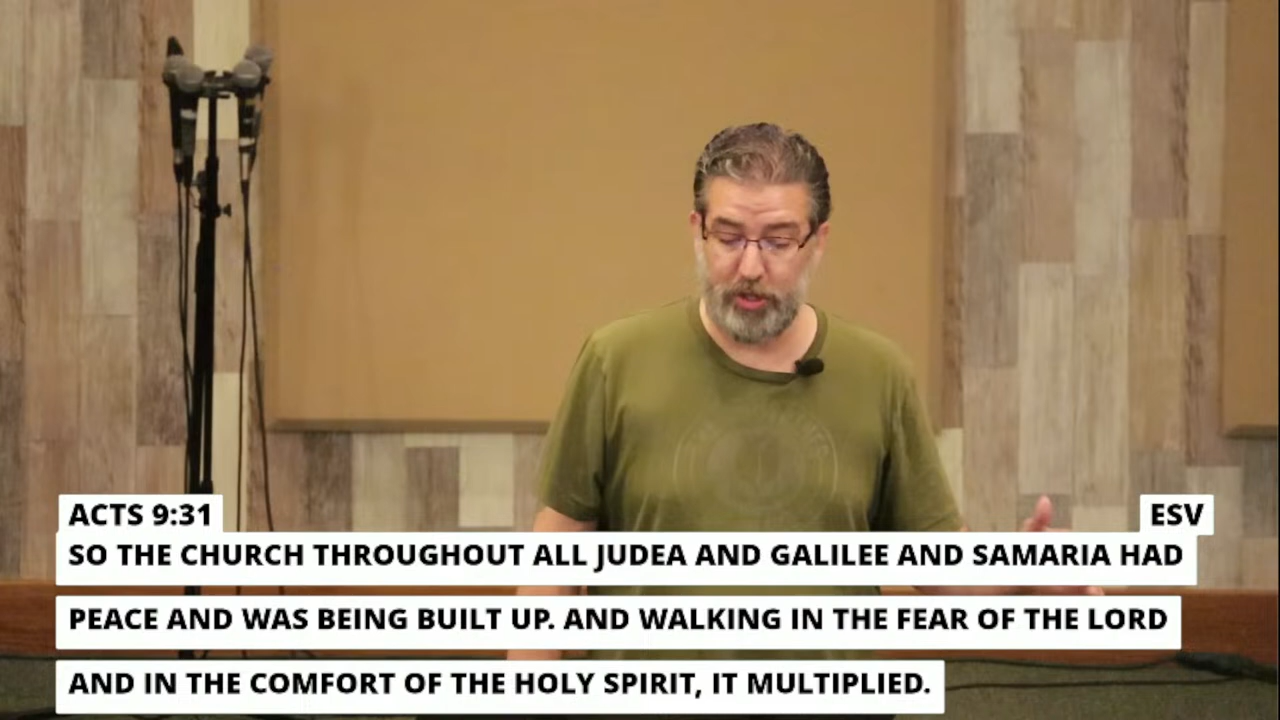 ACTS 9:31
ESV
SO THE CHURCH THROUGHOUT ALL JUDEA AND GALILEE AND SAMARIA HAD
PEACE AND WAS BEING BUILT UP. AND WALKING IN THE FEAR OF THE LORD
AND IN THE COMFORT OF THE HOLY SPIRIT, IT MULTIPLIED.